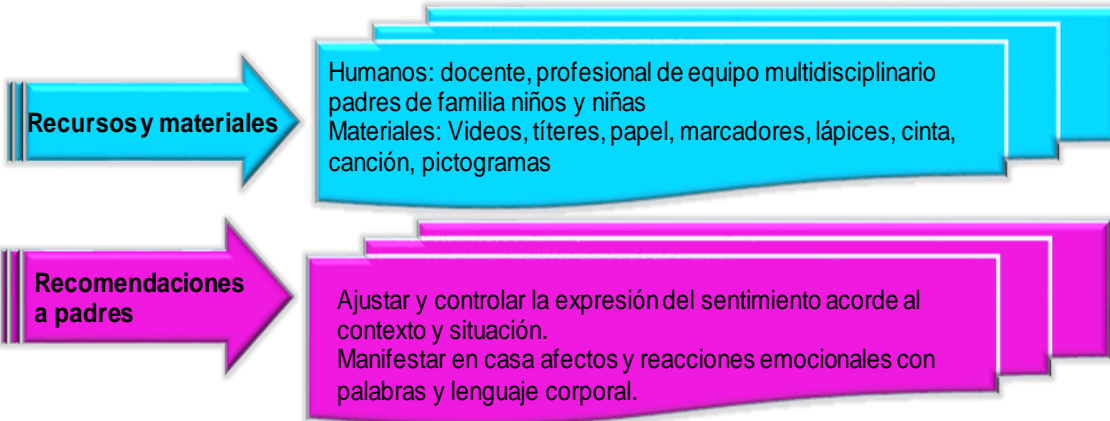 Recursos y materiales
Humanos: docente, profesional de equipo multidisciplinario
padres de familia niños y niñas
Materiales: Videos, títeres, papel, marcadores, lápices, cinta,
canción, pictogramas
Recomendaciones
a padres
Ajustar y controlar la expresión del sentimiento acorde al
contexto y situación.
Manifestar en casa afectos y reacciones emocionales con
palabras y lenguaje corporal.